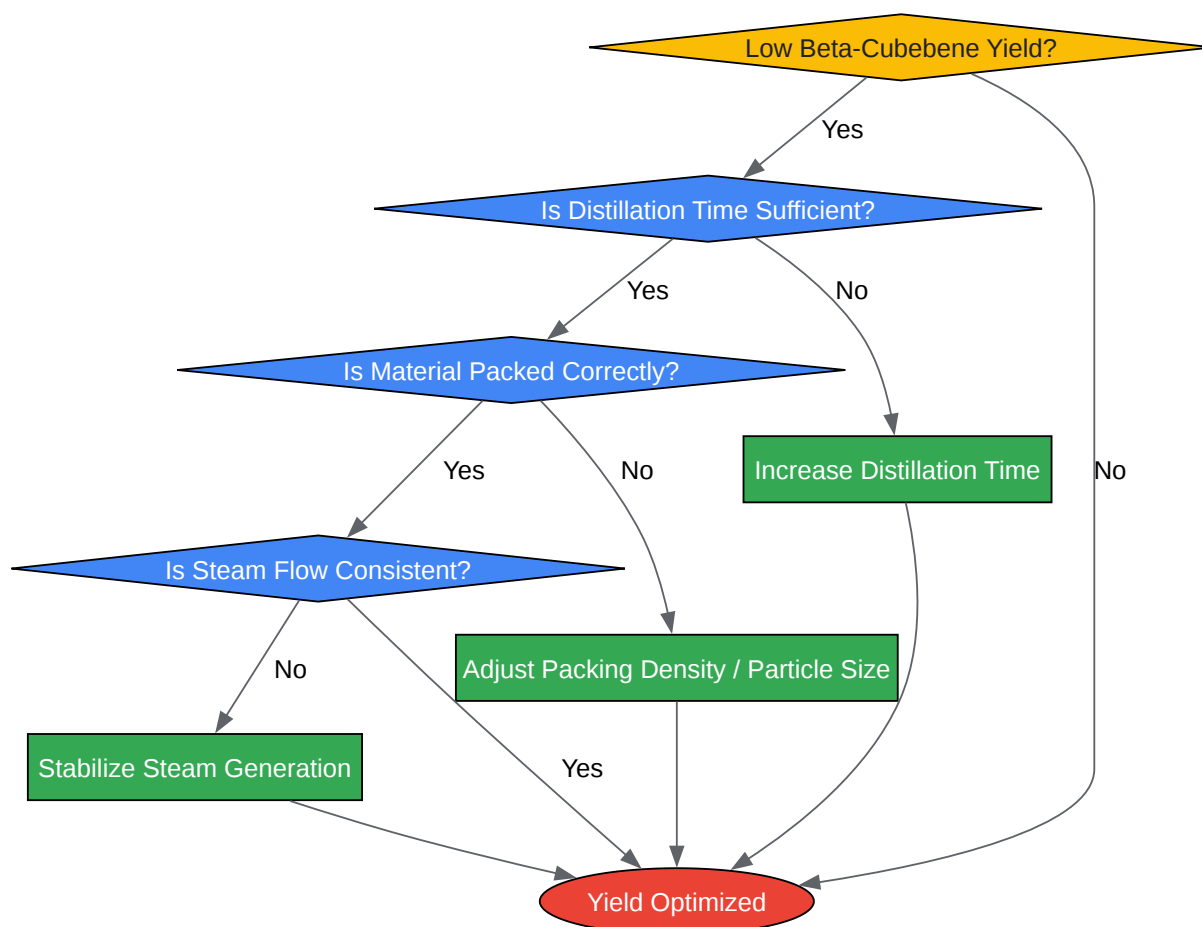 Low Beta-Cubebene Yield?
Yes
Is Distillation Time Sufficient?
Yes
No
Is Material Packed Correctly?
Yes
No
Increase Distillation Time
No
Is Steam Flow Consistent?
No
Adjust Packing Density / Particle Size
Stabilize Steam Generation
Yes
Yield Optimized